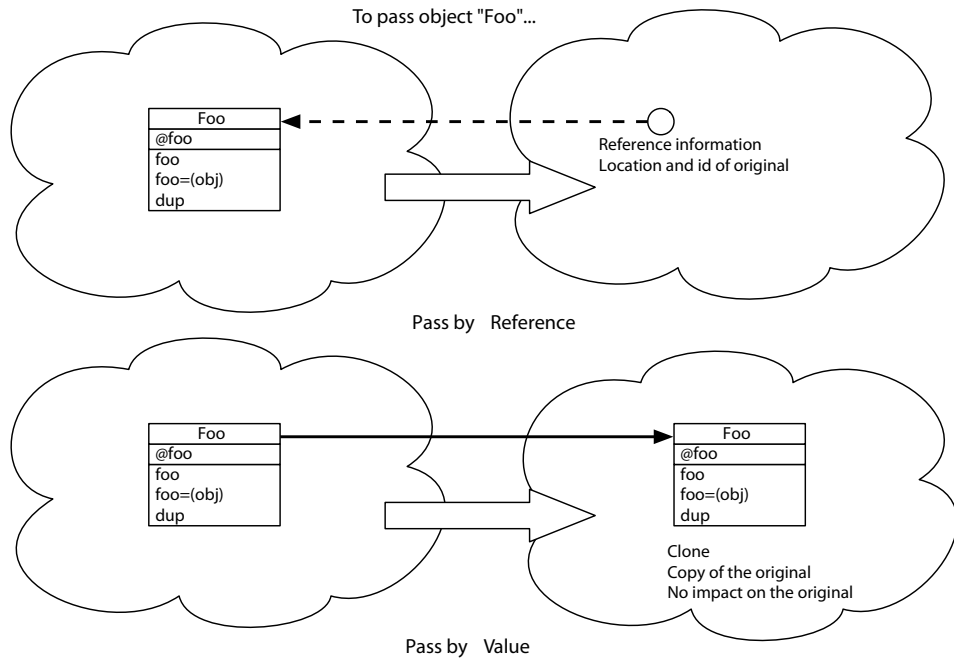 To pass object "Foo"...
Foo
@foo
foo
foo=(obj)
dup
Reference information
Location and id of original
Pass by Reference
Foo
@foo
foo
foo=(obj)
dup
Foo
@foo
foo
foo=(obj)
dup
Clone
Copy of the original
No impact on the original
Pass by Value